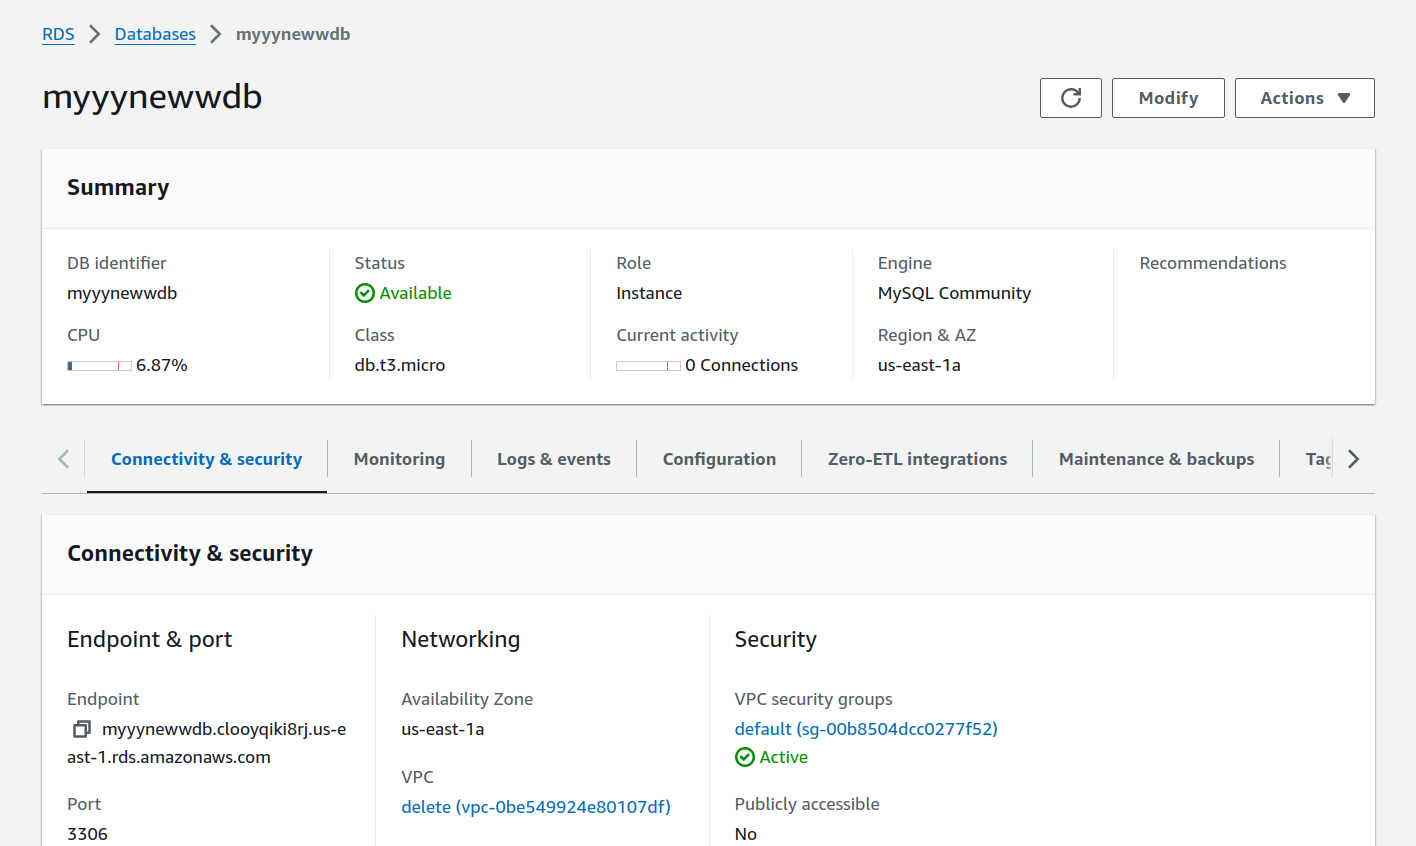 RDS > Databases > myyynewwdb
myyynewwdb
Modify
Actions
Summary
DB identifier
myyynewwdb
Status
Available
Role
Instance
Engine
MySQL Community
Recommendations
CPU
6.87%
Class
db.t3.micro
Current activity
0 Connections
Region & AZ
us-east-1a
Connectivity & security
Monitoring
Logs & events
Configuration
Zero-ETL integrations
Maintenance & backups
Connectivity & security
Endpoint & port
Endpoint
myyynewwdb.clooyqiki8rj.us-e
ast-1.rds.amazonaws.com
Port
3306
Networking
Availability Zone
us-east-1a
VPC
delete (vpc-0be549924e80107df)
Security
VPC security groups
default (sg-00b8504dcc0277f52)
Active
Publicly accessible
No